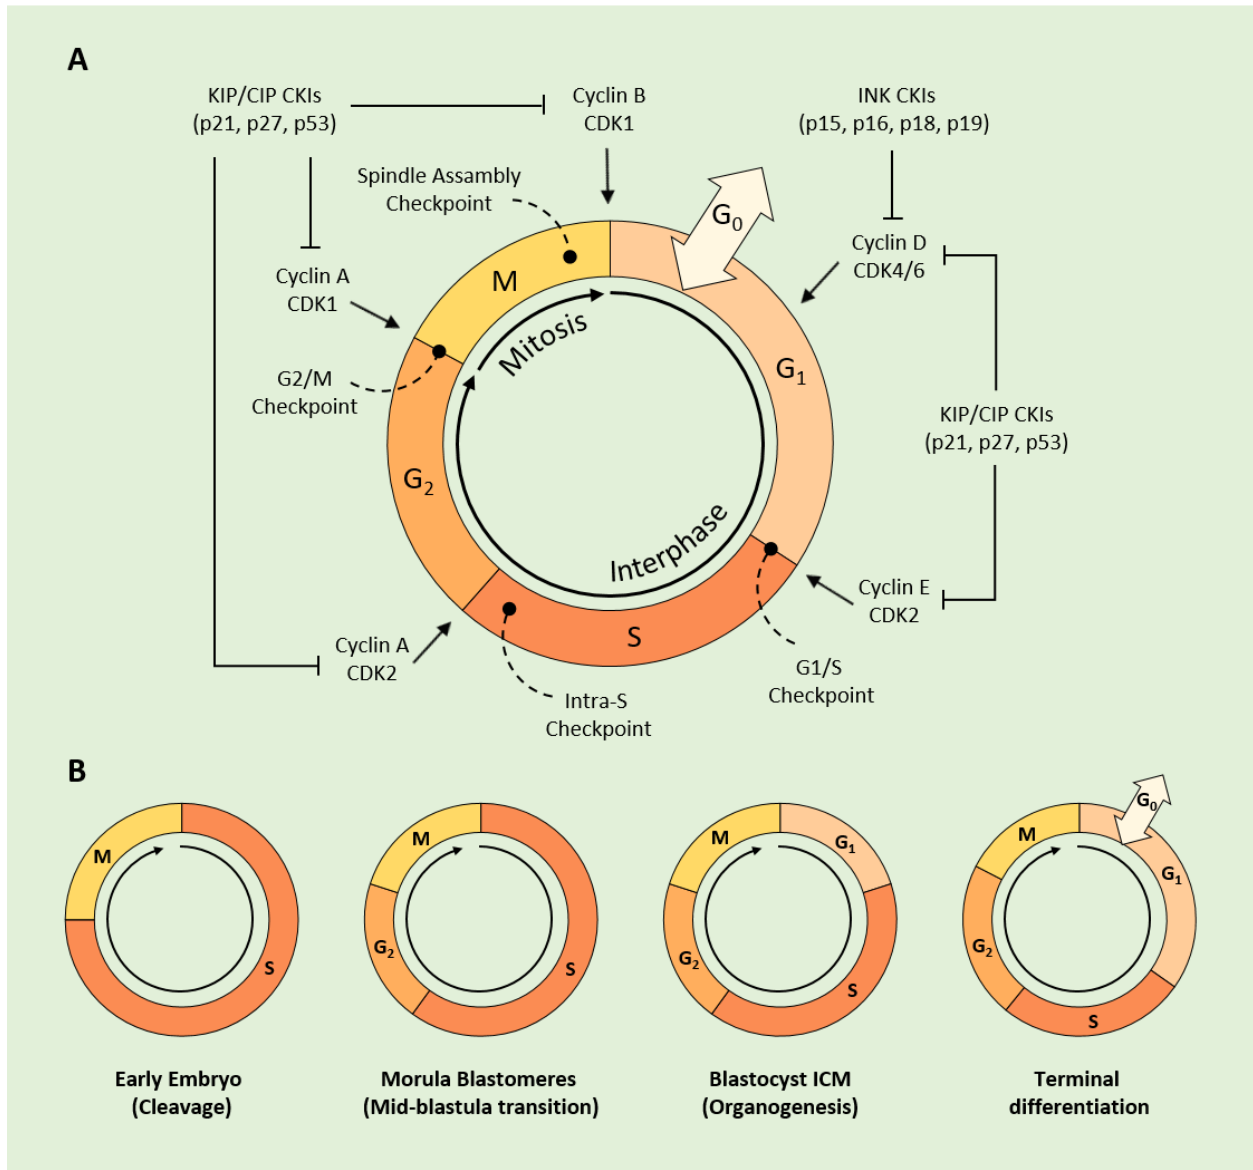 A
KIP/CIP CKIs
(p21, p27, p53)
Cyclin B
CDK1
INK CKIs
(p15, p16, p18, p19)
Spindle Assambly
Checkpoint
G₀
Cyclin D
CDK4/6
Cyclin A
CDK1
M
Mitosis
G₁
G2/M
Checkpoint
KIP/CIP CKIs
(p21, p27, p53)
G₂
Interphase
Cyclin E
CDK2
S
Cyclin A
CDK2
G1/S
Checkpoint
Intra-S
Checkpoint
B
M
S
Early Embryo
(Cleavage)
M
G₂
S
Morula Blastomeres
(Mid-blastula transition)
M
G₁
G₂
S
Blastocyst ICM
(Organogenesis)
G₀
M
G₁
G₂
S
Terminal
differentiation